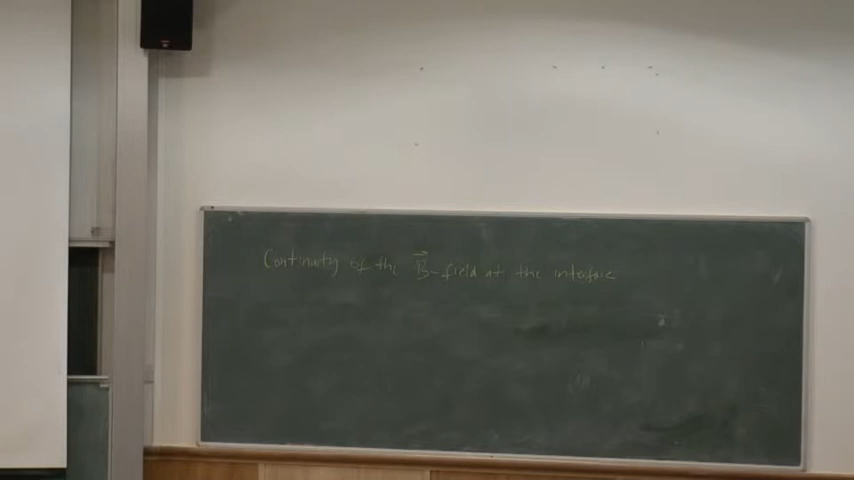 Continuity of the B⃗-field at the interface